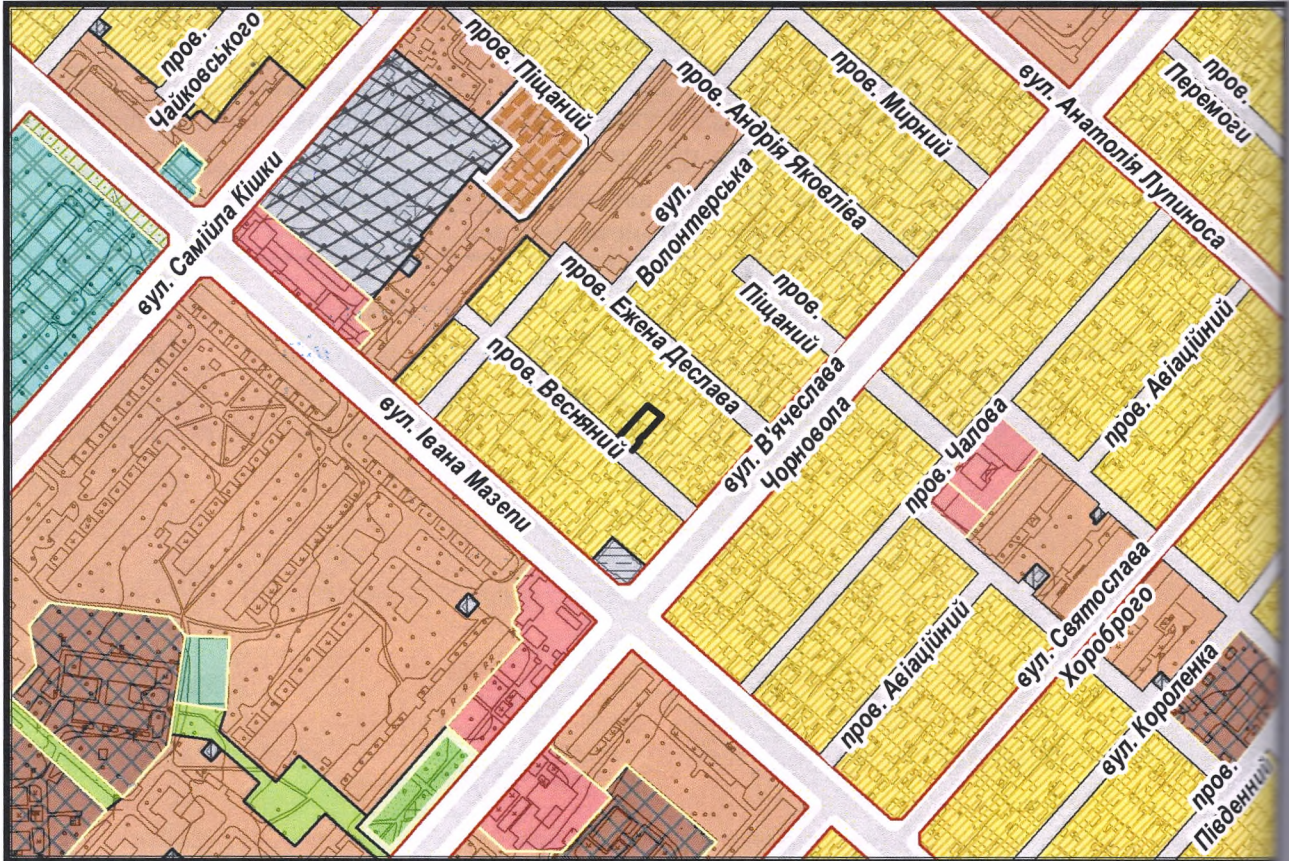 пров.
Чайковського
пров. Піщаний
пров. Андрія Яковліва
пров. Мирний
вул. Анатолія Лупиноса
пров.
Перемоги
вул. Самійла Кішки
вул.
Волонтерська
пров.
Піщаний
пров. Ежена Деслава
пров. Весняний
вул. Івана Мазепи
вул. В'ячеслава
Чорновола
пров. Чалова
пров. Авіаційний
пров. Авіаційний
вул. Святослава
Хороброго
вул. Короленка
пров.
Південний